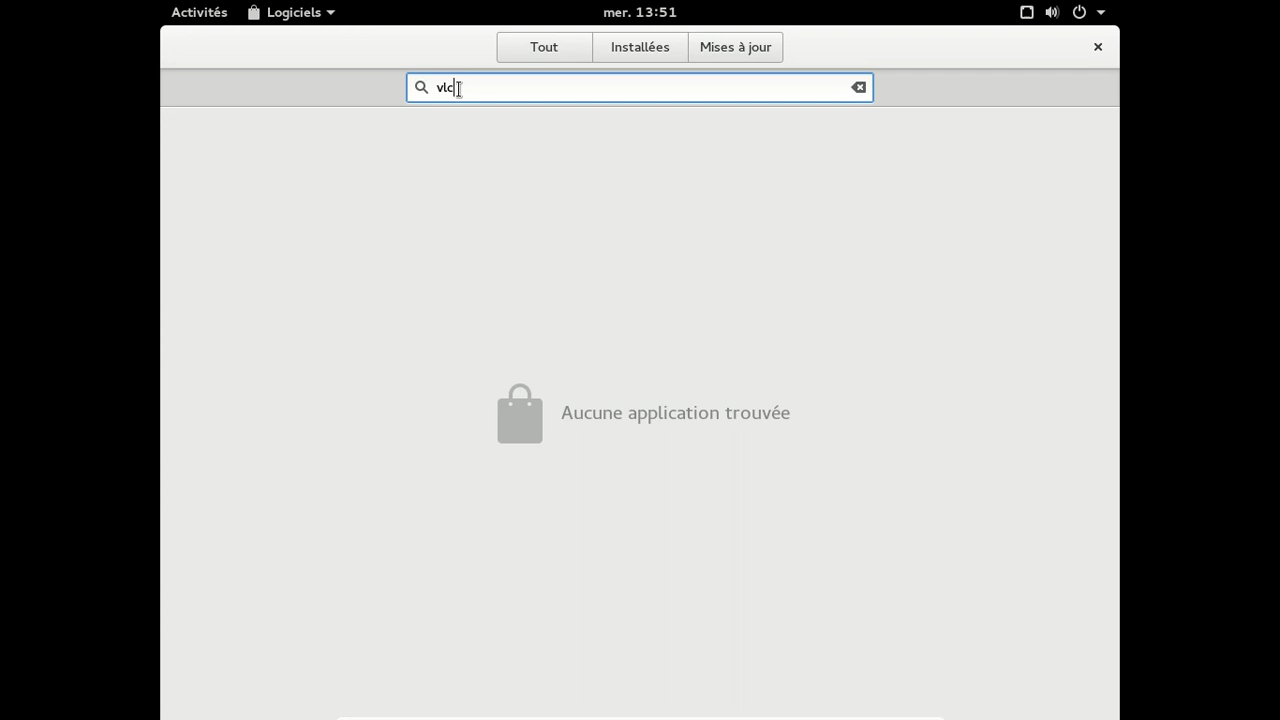 Activités Logiciels mer. 13:51
Tout Installées Mises à jour
vlc
Aucune application trouvée